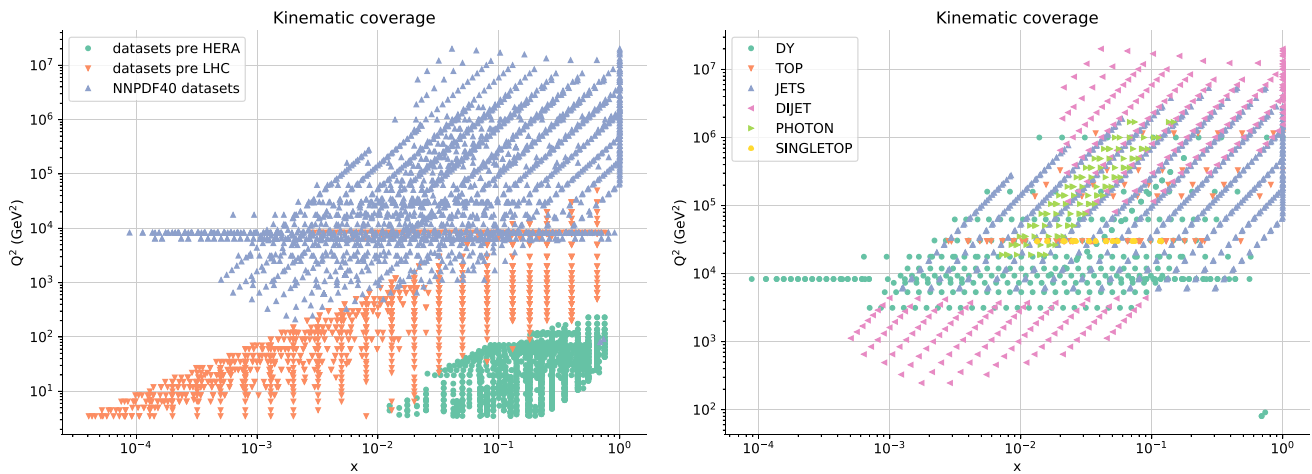 Kinematic coverage
datasets pre HERA
datasets pre LHC
NNPDF40 datasets
Q² (GeV²)
10⁷
10⁶
10⁵
10⁴
10³
10²
10¹
10⁻⁴
10⁻³
10⁻²
10⁻¹
10⁰
x
Kinematic coverage
DY
TOP
JETS
DIJET
PHOTON
SINGLETOP
Q² (GeV²)
10⁷
10⁶
10⁵
10⁴
10³
10²
10⁻⁴
10⁻³
10⁻²
10⁻¹
10⁰
x